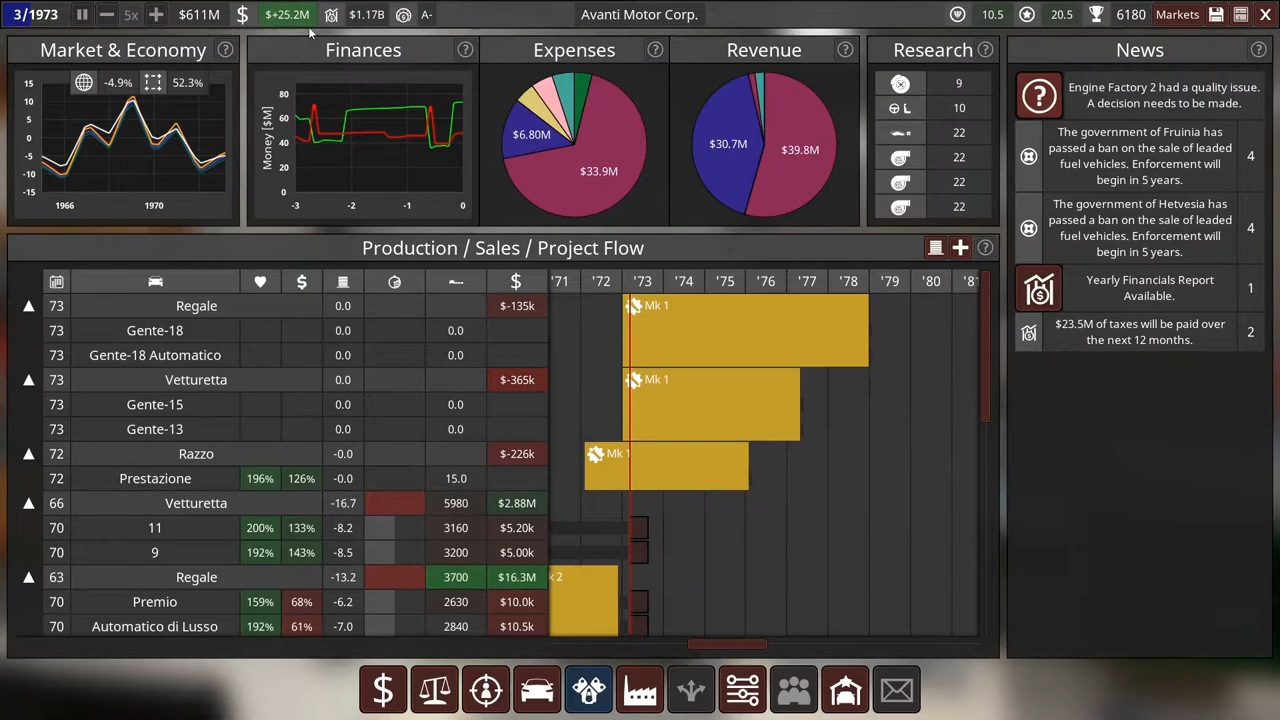 3/1973
5x
$611M
$+25.2M
$1.17B
A-
Avanti Motor Corp.
10.5
20.5
6180
Markets
Market & Economy
Finances
Expenses
Revenue
Research
News
-4.9%
52.3%
15
10
5
0
-5
-10
-15
1966
1970
Money [$M]
80
60
40
20
0
-3
-2
-1
0
$6.80M
$33.9M
$30.7M
$39.8M
9
10
22
22
22
22
Engine Factory 2 had a quality issue.
A decision needs to be made.
The government of Fruinia has
passed a ban on the sale of leaded
fuel vehicles. Enforcement will
begin in 5 years.
4
The government of Hetvesia has
passed a ban on the sale of leaded
fuel vehicles. Enforcement will
begin in 5 years.
4
Yearly Financials Report
Available.
1
$23.5M of taxes will be paid over
the next 12 months.
2
Production / Sales / Project Flow
$ $ '71 '72 '73 '74 '75 '76 '77 '78 '79 '80
73 Regale 0.0 $-135k Mk 1
73 Gente-18 0.0 0.0
73 Gente-18 Automatico 0.0 0.0
73 Vetturetta 0.0 $-365k Mk 1
73 Gente-15 0.0 0.0
73 Gente-13 0.0 0.0
72 Razzo -0.0 $-226k Mk 1
72 Prestazione 196% 126% -0.0 15.0
66 Vetturetta -16.7 5980 $2.88M
70 11 200% 133% -8.2 3160 $5.20k
70 9 192% 143% -8.5 3200 $5.00k
63 Regale -13.2 3700 $16.3M k 2
70 Premio 159% 68% -6.2 2630 $10.0k
70 Automatico di Lusso 192% 61% -7.0 2840 $10.5k